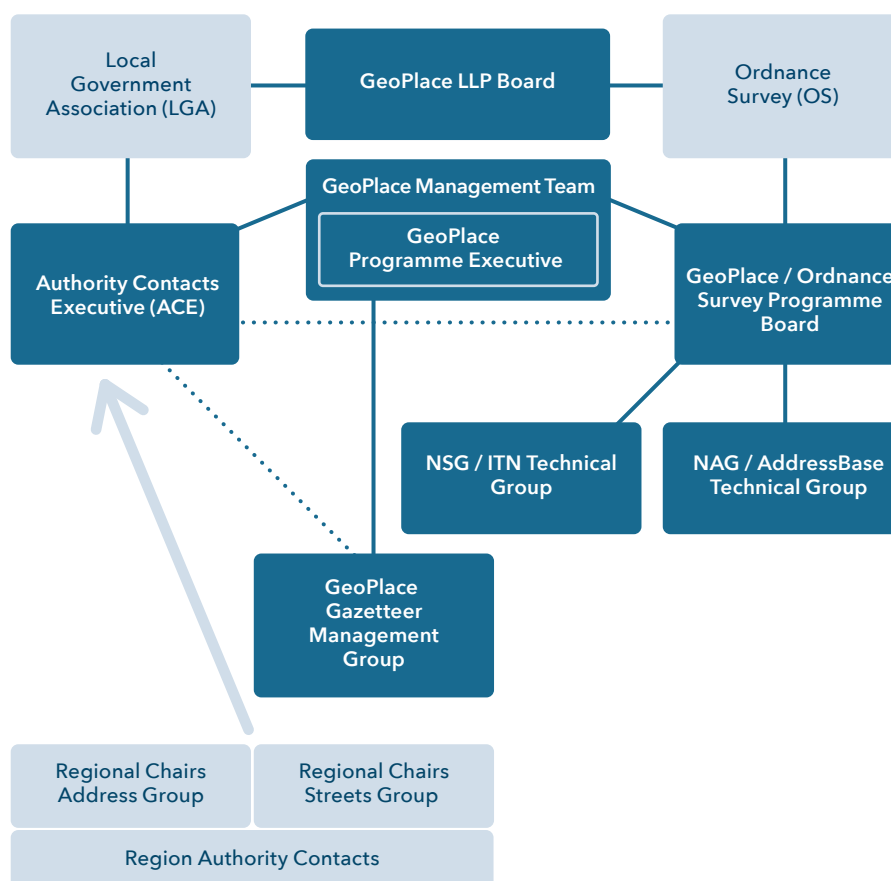 Local
Government
Association (LGA)
GeoPlace LLP Board
Ordnance
Survey (OS)
GeoPlace Management Team
GeoPlace
Programme Executive
Authority Contacts
Executive (ACE)
GeoPlace / Ordnance
Survey Programme
Board
NSG / ITN Technical
Group
NAG / AddressBase
Technical Group
GeoPlace
Gazetteer
Management
Group
Regional Chairs
Address Group
Regional Chairs
Streets Group
Region Authority Contacts